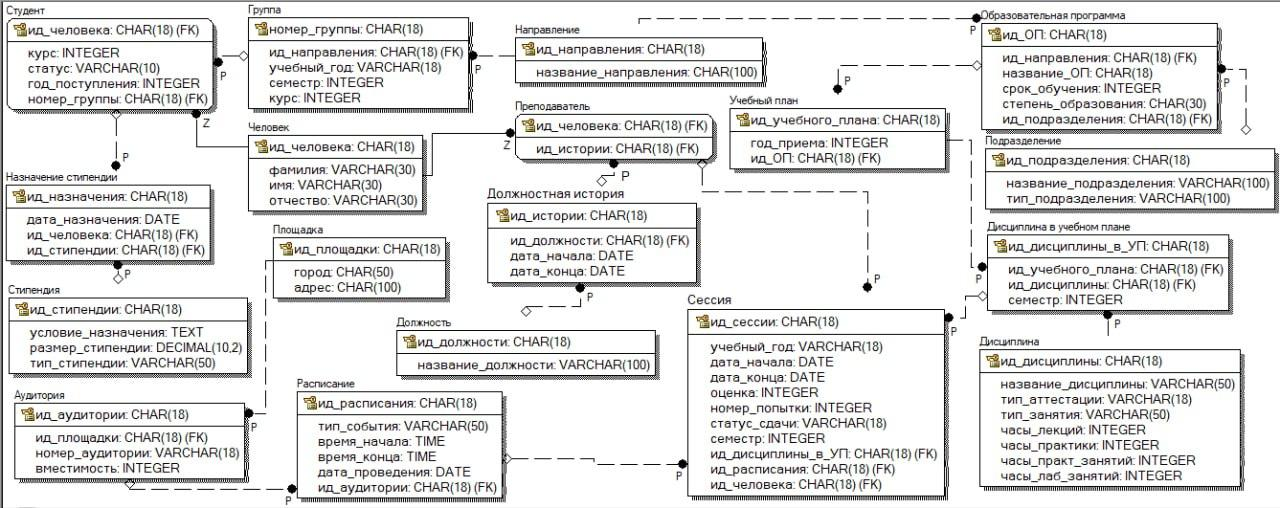 Студент
ид_человека: CHAR(18) (FK)
курс: INTEGER
статус: VARCHAR(10)
год_поступления: INTEGER
номер_группы: CHAR(18) (FK)
P
Z
Группа
номер_группы: CHAR(18)
ид_направления: CHAR(18) (FK)
учебный_год: VARCHAR(18)
семестр: INTEGER
курс: INTEGER
P
Направление
ид_направления: CHAR(18)
название_направления: CHAR(100)
P
Образовательная программа
ид_ОП: CHAR(18)
ид_направления: CHAR(18) (FK)
название_ОП: CHAR(18)
срок_обучения: INTEGER
степень_образования: CHAR(30)
ид_подразделения: CHAR(18) (FK)
P
P
Человек
ид_человека: CHAR(18)
фамилия: VARCHAR(30)
имя: VARCHAR(30)
отчество: VARCHAR(30)
Преподаватель
ид_человека: CHAR(18) (FK)
ид_истории: CHAR(18) (FK)
Z
P
Учебный план
ид_учебного_плана: CHAR(18)
год_приема: INTEGER
ид_ОП: CHAR(18) (FK)
Подразделение
ид_подразделения: CHAR(18)
название_подразделения: VARCHAR(100)
тип_подразделения: VARCHAR(100)
P
Назначение стипендии
ид_назначения: CHAR(18)
дата_назначения: DATE
ид_человека: CHAR(18) (FK)
ид_стипендии: CHAR(18) (FK)
P
Площадка
ид_площадки: CHAR(18)
город: CHAR(50)
адрес: CHAR(100)
Должностная история
ид_истории: CHAR(18)
ид_должности: CHAR(18) (FK)
дата_начала: DATE
дата_конца: DATE
P
P
Дисциплина в учебном плане
ид_дисциплины_в_УП: CHAR(18)
ид_учебного_плана: CHAR(18) (FK)
ид_дисциплины: CHAR(18) (FK)
семестр: INTEGER
P
P
P
Стипендия
ид_стипендии: CHAR(18)
условие_назначения: TEXT
размер_стипендии: DECIMAL(10,2)
тип_стипендии: VARCHAR(50)
Должность
ид_должности: CHAR(18)
название_должности: VARCHAR(100)
Сессия
ид_сессии: CHAR(18)
учебный_год: VARCHAR(18)
дата_начала: DATE
дата_конца: DATE
оценка: INTEGER
номер_попытки: INTEGER
статус_сдачи: VARCHAR(18)
семестр: INTEGER
ид_дисциплины_в_УП: CHAR(18) (FK)
ид_расписания: CHAR(18) (FK)
ид_человека: CHAR(18) (FK)
P
Дисциплина
ид_дисциплины: CHAR(18)
название_дисциплины: VARCHAR(50)
тип_аттестации: VARCHAR(18)
тип_занятия: VARCHAR(50)
часы_лекций: INTEGER
часы_практики: INTEGER
часы_практ_занятий: INTEGER
часы_лаб_занятий: INTEGER
Аудитория
ид_аудитории: CHAR(18)
ид_площадки: CHAR(18) (FK)
номер_аудитории: VARCHAR(18)
вместимость: INTEGER
P
Расписание
ид_расписания: CHAR(18)
тип_события: VARCHAR(50)
время_начала: TIME
время_конца: TIME
дата_проведения: DATE
ид_аудитории: CHAR(18) (FK)
P
P